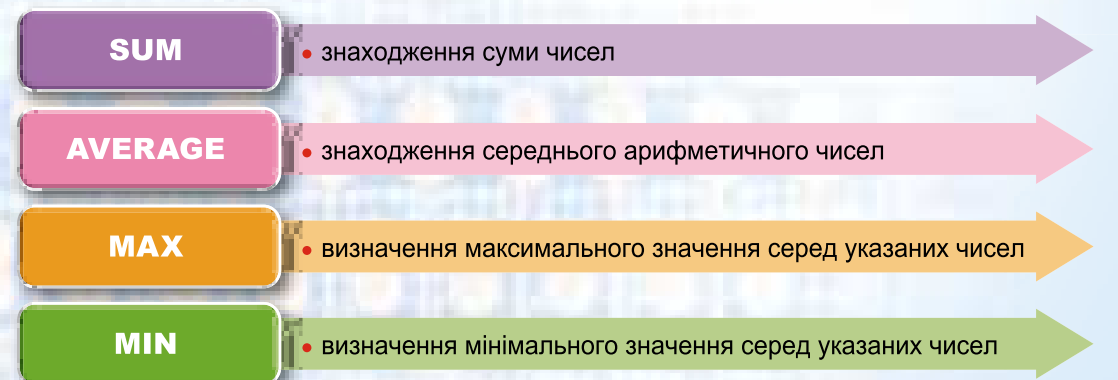 SUM
• знаходження суми чисел
AVERAGE
• знаходження середнього арифметичного чисел
MAX
• визначення максимального значення серед указаних чисел
MIN
• визначення мінімального значення серед указаних чисел